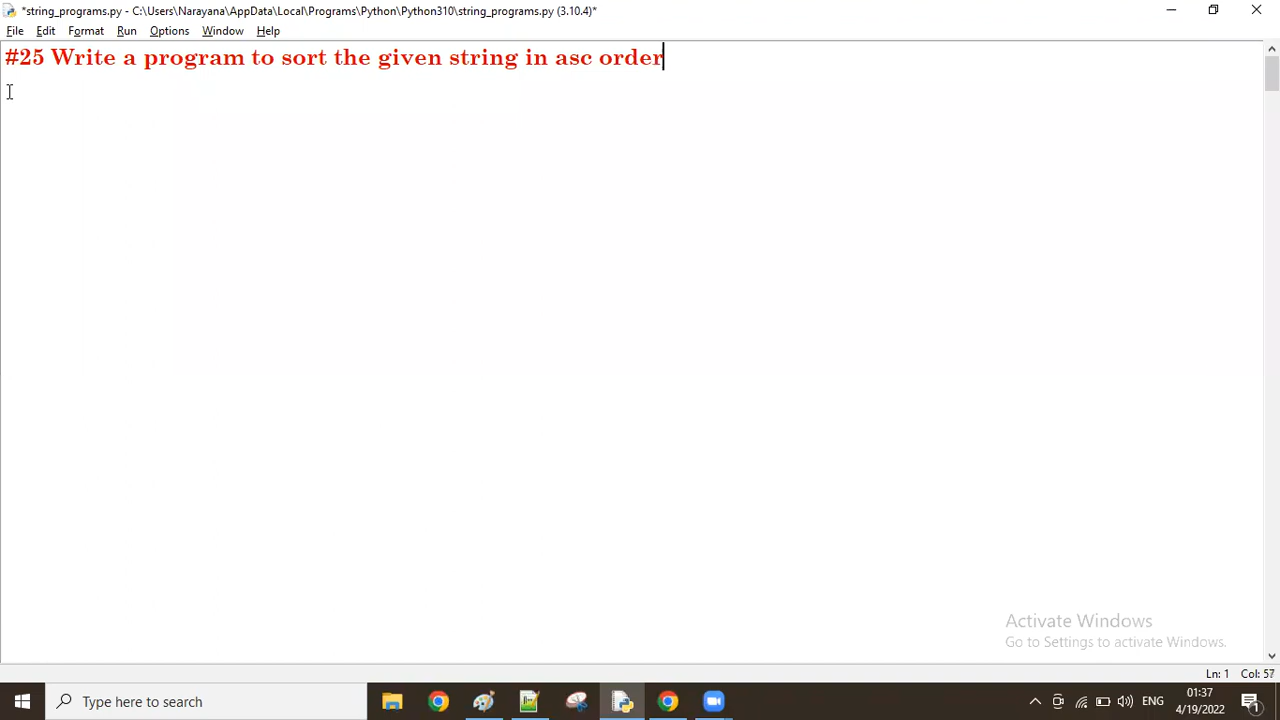 *string_programs.py - C:\Users\Narayana\AppData\Local\Programs\Python\Python310\string_programs.py (3.10.4)*
File Edit Format Run Options Window Help
#25 Write a program to sort the given string in asc order
Activate Windows
Go to Settings to activate Windows.
Ln: 1 Col: 57
Type here to search
ENG
01:37
4/19/2022
1